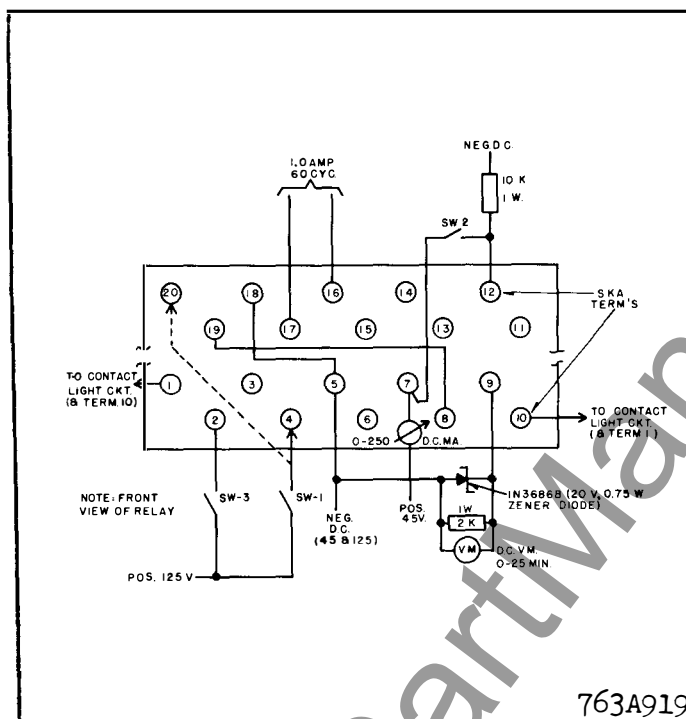 NEG.D.C.
10 K
1 W.
1.0 AMP
60 CYC.
SW 2
20
18
16
14
12
SKA
TERM'S
19
17
15
13
11
TO CONTACT
LIGHT CKT.
(& TERM.10)
1
3
5
7
9
2
4
6
8
10
TO CONTACT
LIGHT CKT.
(& TERM.1)
0-250
D.C.MA.
NOTE: FRONT
VIEW OF RELAY
SW-3
SW-1
NEG.
D.C.
(45 & 125)
POS.
45V.
1W
2 K
VM
IN3686B (20 V, 0.75 W
ZENER DIODE)
D.C. VM.
0-25 MIN.
POS. 125 V
763A919
PartMan